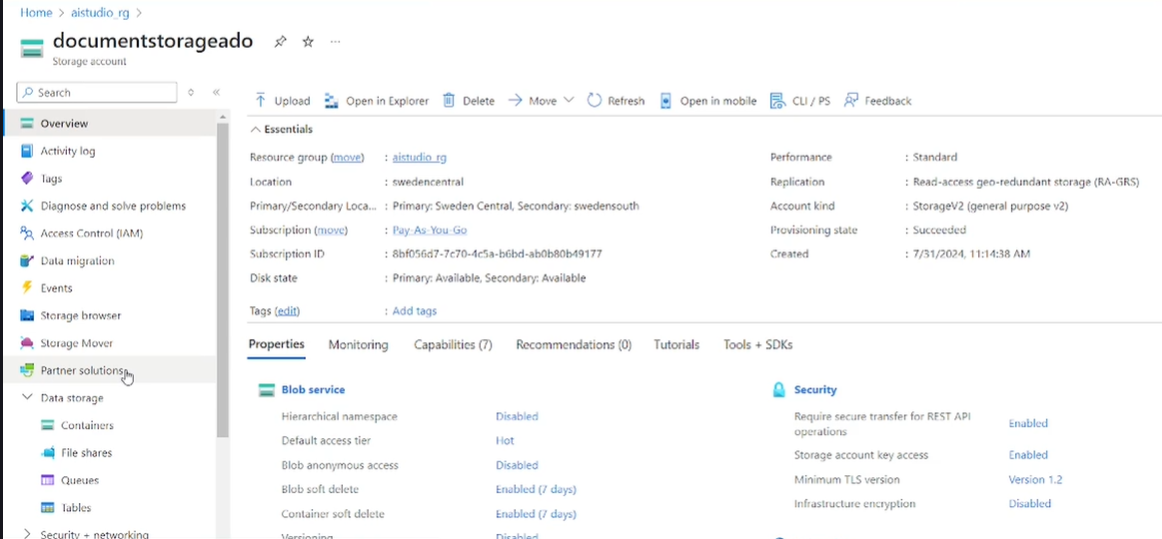 Home > aistudio_rg >
documentstorageado
Storage account
Search
Upload Open in Explorer Delete Move Refresh Open in mobile CLI / PS Feedback
Overview
Activity log
Tags
Diagnose and solve problems
Access Control (IAM)
Data migration
Events
Storage browser
Storage Mover
Partner solutions
Data storage
Containers
File shares
Queues
Tables
Security + networking
Essentials
Resource group (move) : aistudio_rg
Location : swedencentral
Primary/Secondary Loca... : Primary: Sweden Central, Secondary: swedensouth
Subscription (move) : Pay-As-You-Go
Subscription ID : 8bf056d7-7c70-4c5a-b6bd-ab0b80b49177
Disk state : Primary: Available, Secondary: Available
Tags (edit) : Add tags
Performance : Standard
Replication : Read-access geo-redundant storage (RA-GRS)
Account kind : StorageV2 (general purpose v2)
Provisioning state : Succeeded
Created : 7/31/2024, 11:14:38 AM
Properties Monitoring Capabilities (7) Recommendations (0) Tutorials Tools + SDKs
Blob service
Hierarchical namespace Disabled
Default access tier Hot
Blob anonymous access Disabled
Blob soft delete Enabled (7 days)
Container soft delete Enabled (7 days)
Versioning Disabled
Security
Require secure transfer for REST API
operations Enabled
Storage account key access Enabled
Minimum TLS version Version 1.2
Infrastructure encryption Disabled